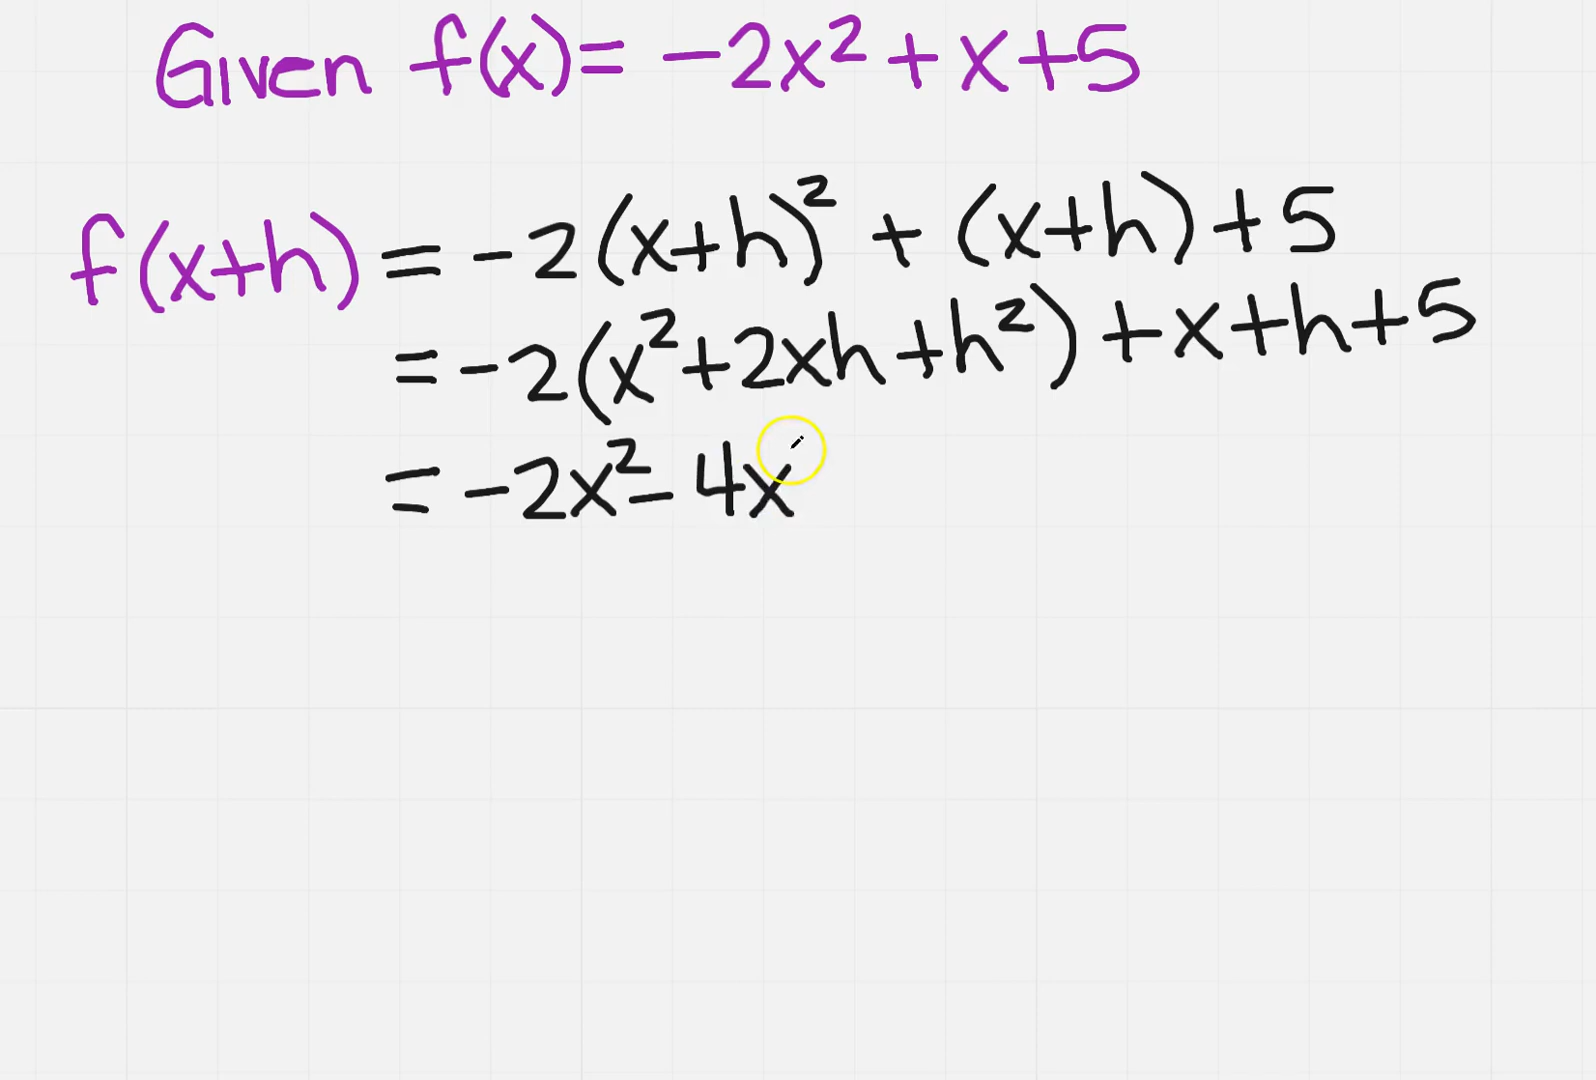 Given f(x)= -2x² + x+5
f(x+h) = -2(x+h)² + (x+h)+5
= -2(x²+2xh+h²) +x+h+5
= -2x² - 4x